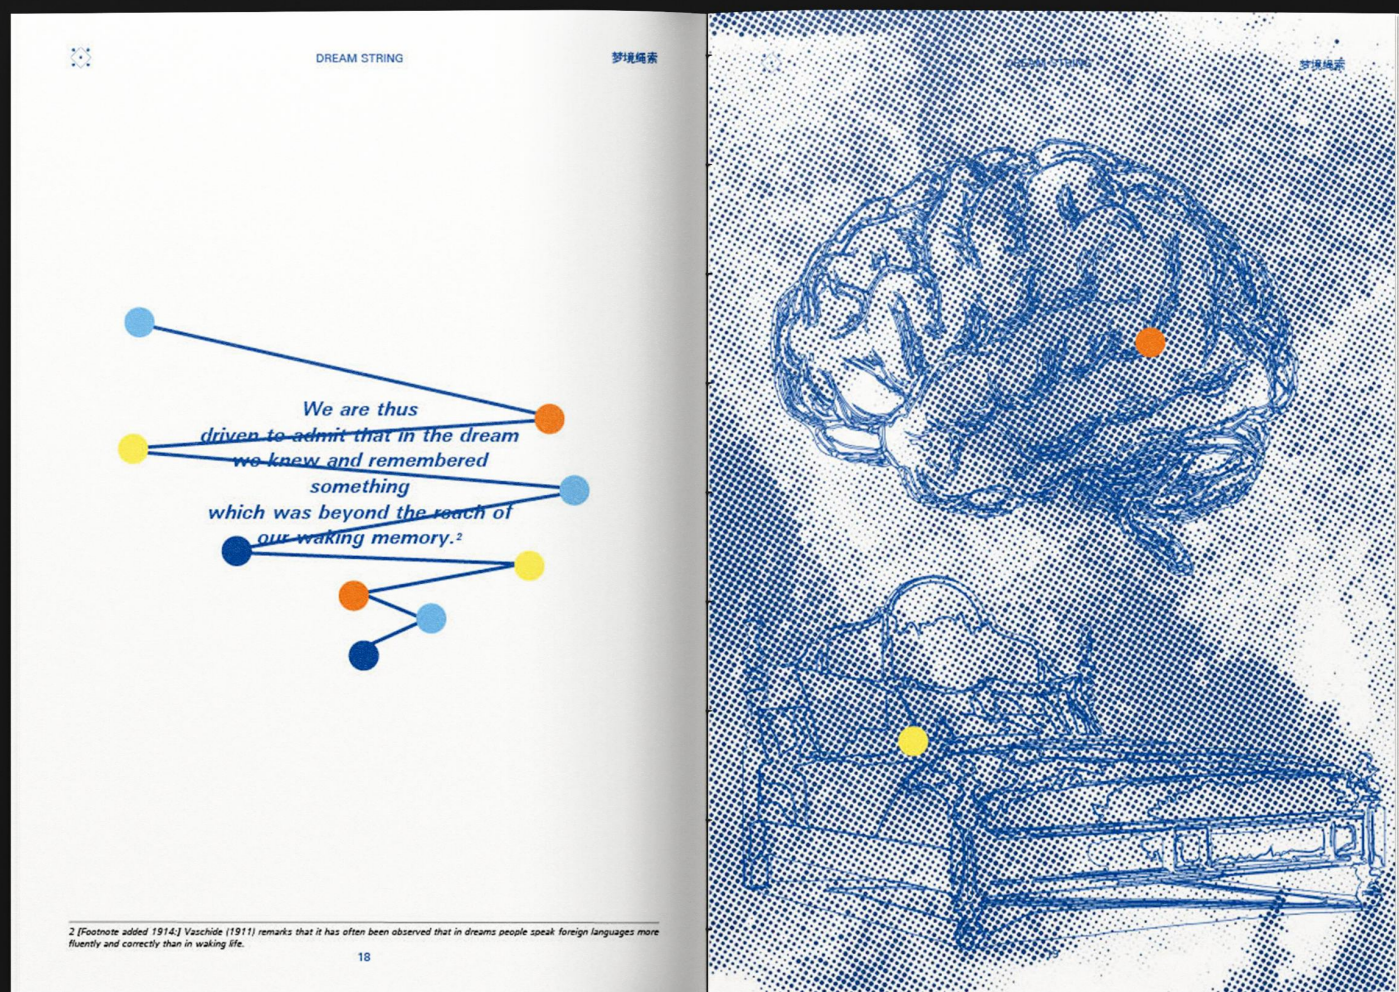 DREAM STRING
梦境绳索
We are thus
driven to admit that in the dream
we knew and remembered
something
which was beyond the reach of
our waking memory.²
2 [Footnote added 1914:] Vaschide (1911) remarks that it has often been observed that in dreams people speak foreign languages more
fluently and correctly than in waking life.
18
DREAM STRING
梦境绳索
19